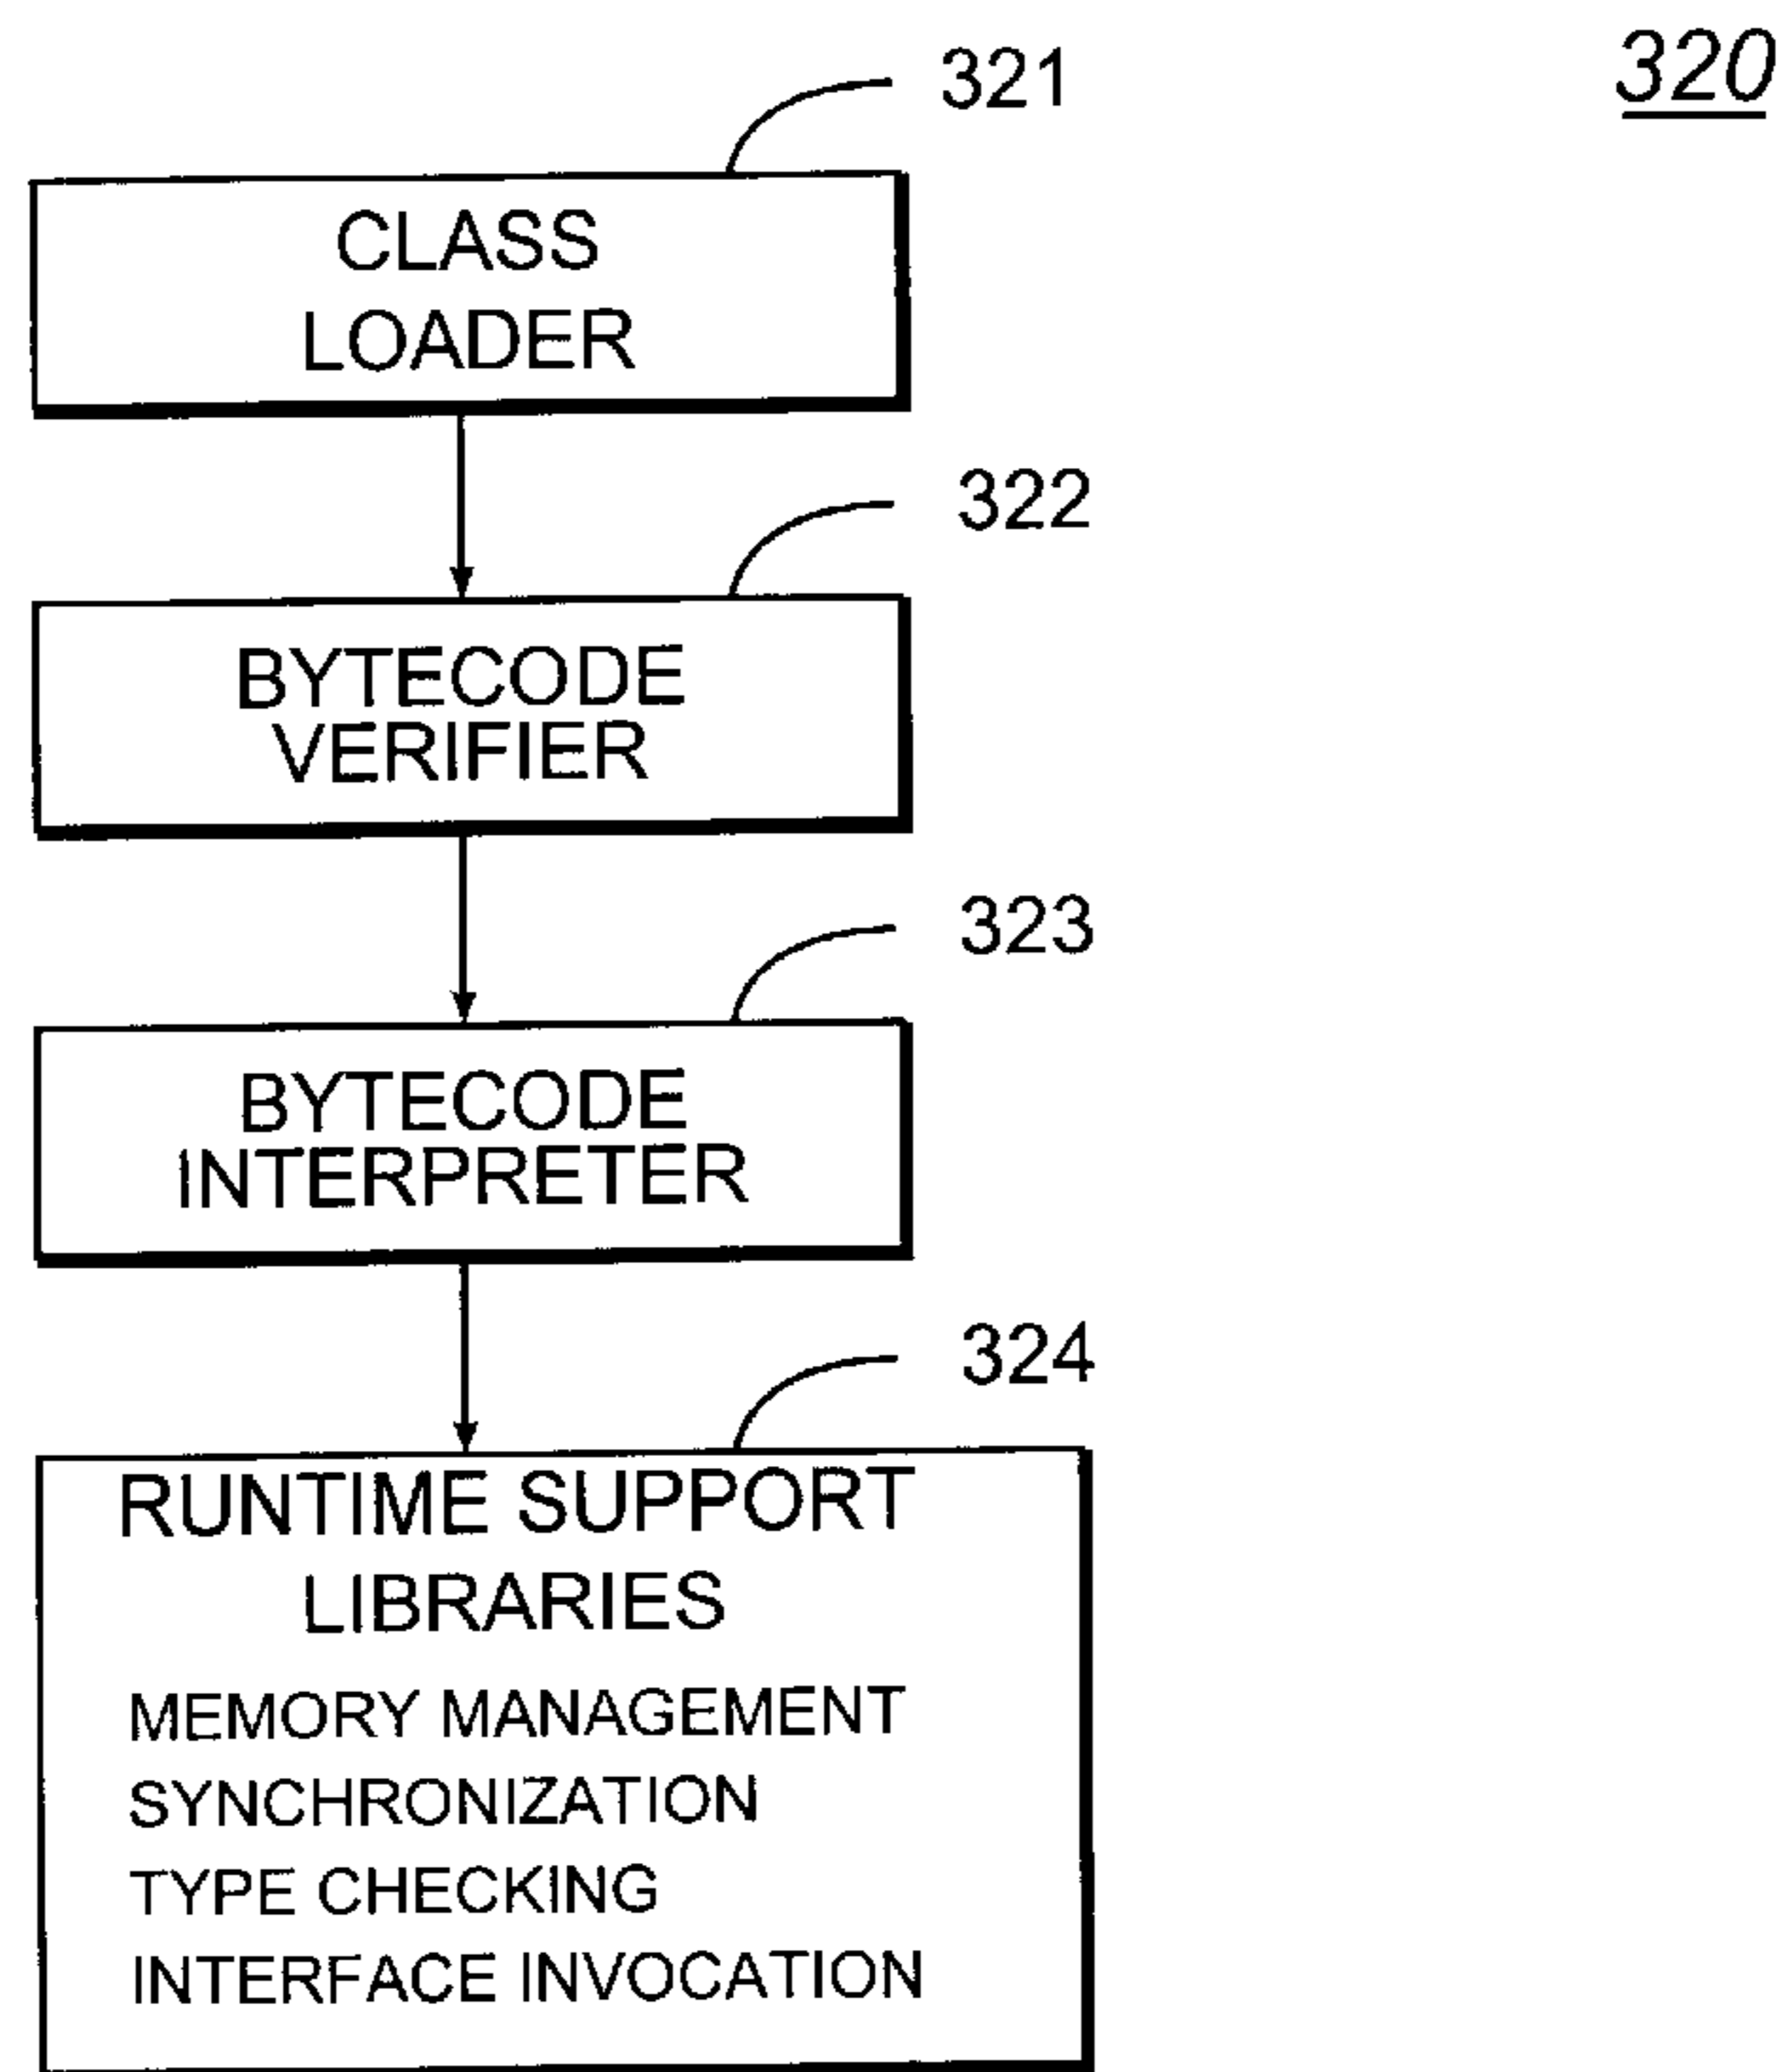 320
321
CLASS
LOADER
322
BYTECODE
VERIFIER
323
BYTECODE
INTERPRETER
324
RUNTIME SUPPORT
LIBRARIES
MEMORY MANAGEMENT
SYNCHRONIZATION
TYPE CHECKING
INTERFACE INVOCATION